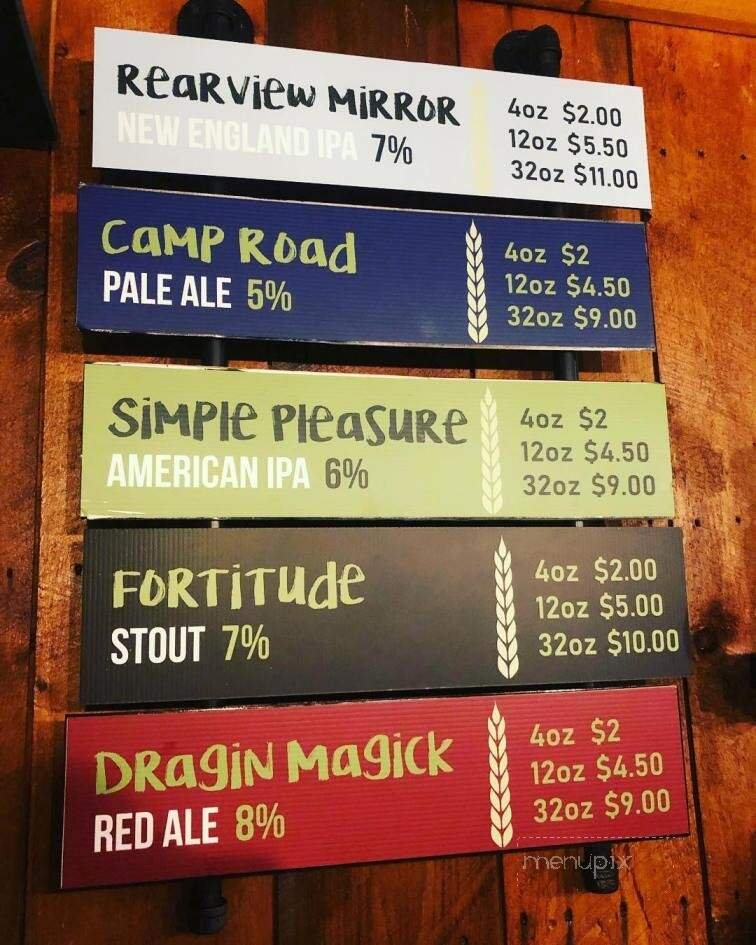 Rearview Mirror
NEW ENGLAND IPA 7%
4oz $2.00
12oz $5.50
32oz $11.00
Camp Road
PALE ALE 5%
4oz $2
12oz $4.50
32oz $9.00
Simple Pleasure
AMERICAN IPA 6%
4oz $2
12oz $4.50
32oz $9.00
Fortitude
STOUT 7%
4oz $2.00
12oz $5.00
32oz $10.00
Dragin Magick
RED ALE 8%
4oz $2
12oz $4.50
32oz $9.00
menupix